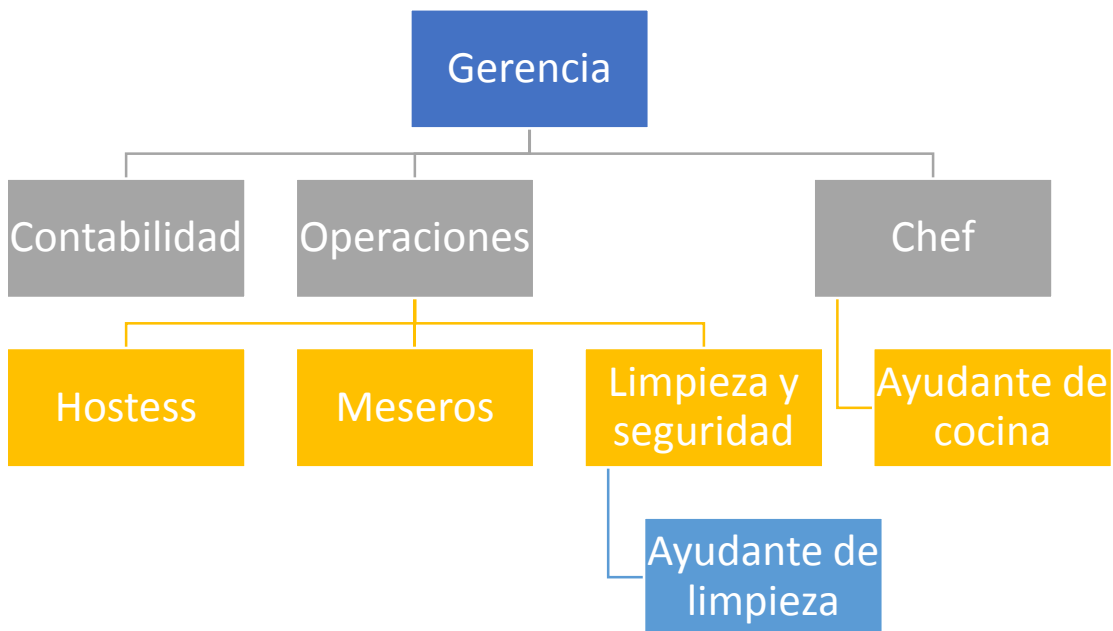 Gerencia
Contabilidad
Operaciones
Chef
Hostess
Meseros
Limpieza y
seguridad
Ayudante de
cocina
Ayudante de
limpieza